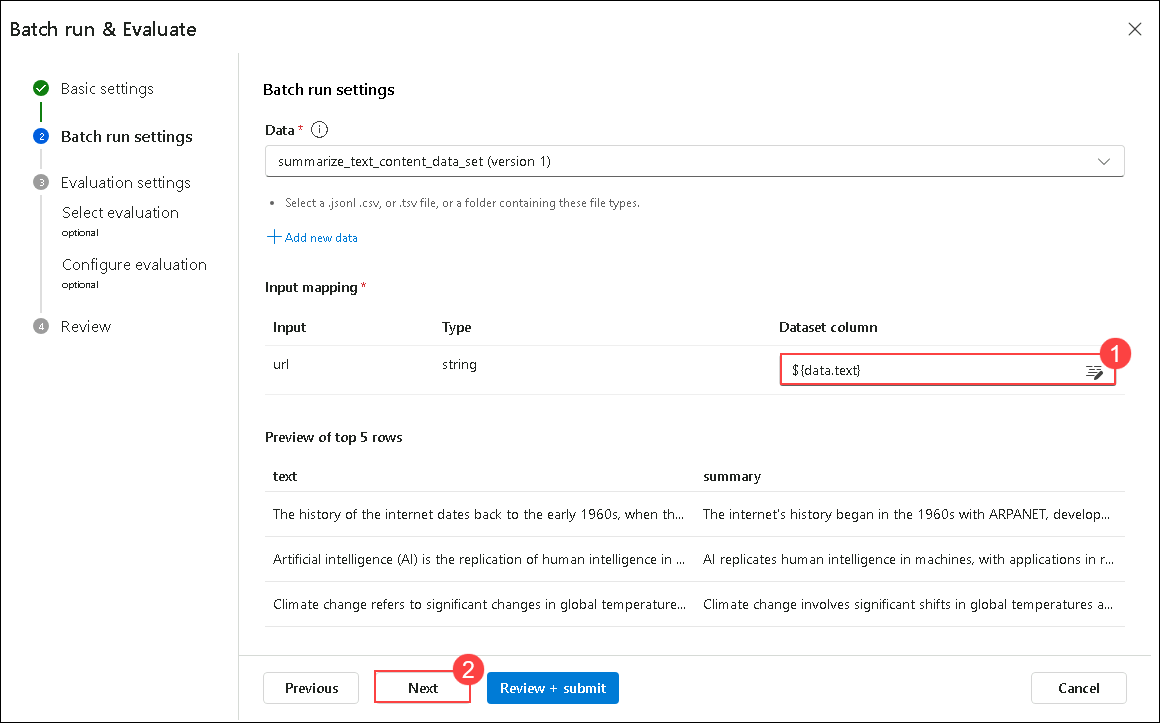 Batch run & Evaluate
Basic settings
2 Batch run settings
3 Evaluation settings
Select evaluation
optional
Configure evaluation
optional
4 Review
Batch run settings
Data * i
summarize_text_content_data_set (version 1)
• Select a .jsonl .csv, or .tsv file, or a folder containing these file types.
+ Add new data
Input mapping *
Input Type Dataset column
1
url string ${data.text}
Preview of top 5 rows
text summary
The history of the internet dates back to the early 1960s, when th... The internet's history began in the 1960s with ARPANET, develop...
Artificial intelligence (AI) is the replication of human intelligence in ... AI replicates human intelligence in machines, with applications in r...
Climate change refers to significant changes in global temperature... Climate change involves significant shifts in global temperatures a...
2
Previous Next Review + submit Cancel